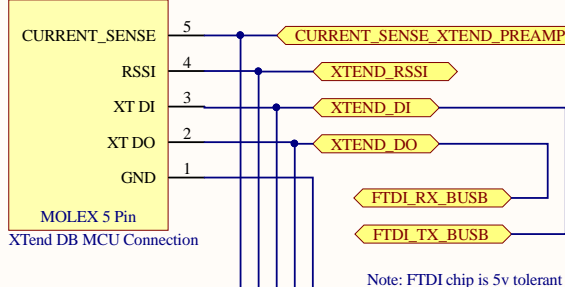 CURRENT_SENSE 5 CURRENT_SENSE_XTEND_PREAMP
RSSI 4 XTEND_RSSI
XT DI 3 XTEND_DI
XT DO 2 XTEND_DO
GND 1
FTDI_RX_BUSB
MOLEX 5 Pin
FTDI_TX_BUSB
XTend DB MCU Connection
Note: FTDI chip is 5v tolerant